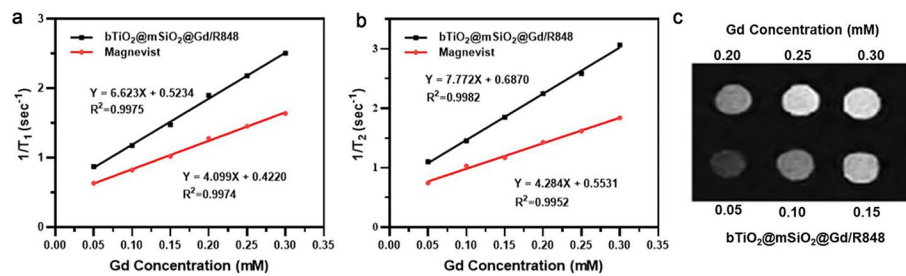 a
bTiO₂@mSiO₂@Gd/R848
Magnevist
Y = 6.623X + 0.5234
R²=0.9975
Y = 4.099X + 0.4220
R²=0.9974
1/T₁ (sec⁻¹)
3
2
1
0
0.00 0.05 0.10 0.15 0.20 0.25 0.30 0.35
Gd Concentration (mM)
b
bTiO₂@mSiO₂@Gd/R848
Magnevist
Y = 7.772X + 0.6870
R²=0.9982
Y = 4.284X + 0.5531
R²=0.9952
1/T₂ (sec⁻¹)
3
2
1
0
0.00 0.05 0.10 0.15 0.20 0.25 0.30 0.35
Gd Concentration (mM)
c
Gd Concentration (mM)
0.20 0.25 0.30
0.05 0.10 0.15
bTiO₂@mSiO₂@Gd/R848